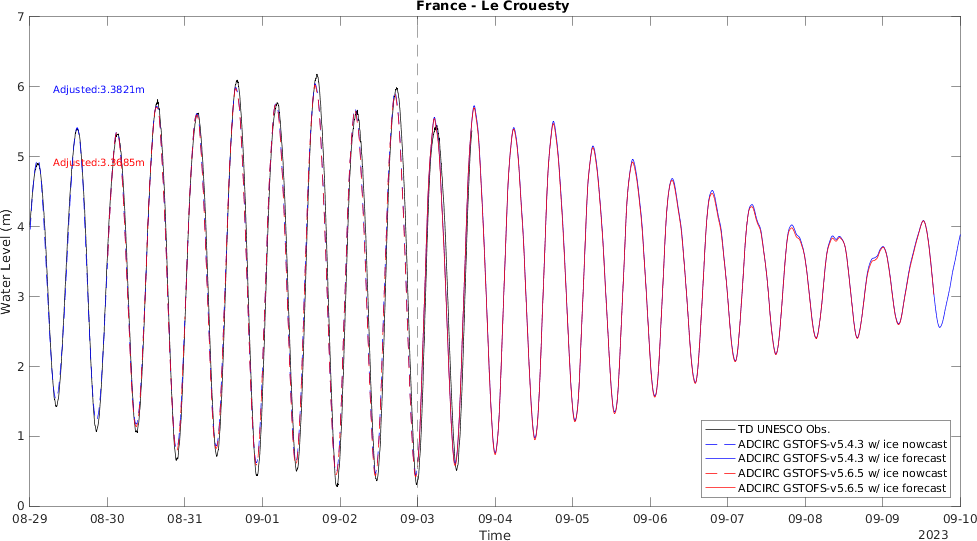 France - Le Crouesty
7
6
5
4
3
2
1
0
Water Level (m)
Adjusted:3.3821m
Adjusted:3.3685m
TD UNESCO Obs.
ADCIRC GSTOFS-v5.4.3 w/ ice nowcast
ADCIRC GSTOFS-v5.4.3 w/ ice forecast
ADCIRC GSTOFS-v5.6.5 w/ ice nowcast
ADCIRC GSTOFS-v5.6.5 w/ ice forecast
08-29 08-30 08-31 09-01 09-02 09-03 09-04 09-05 09-06 09-07 09-08 09-09 09-10
Time
2023